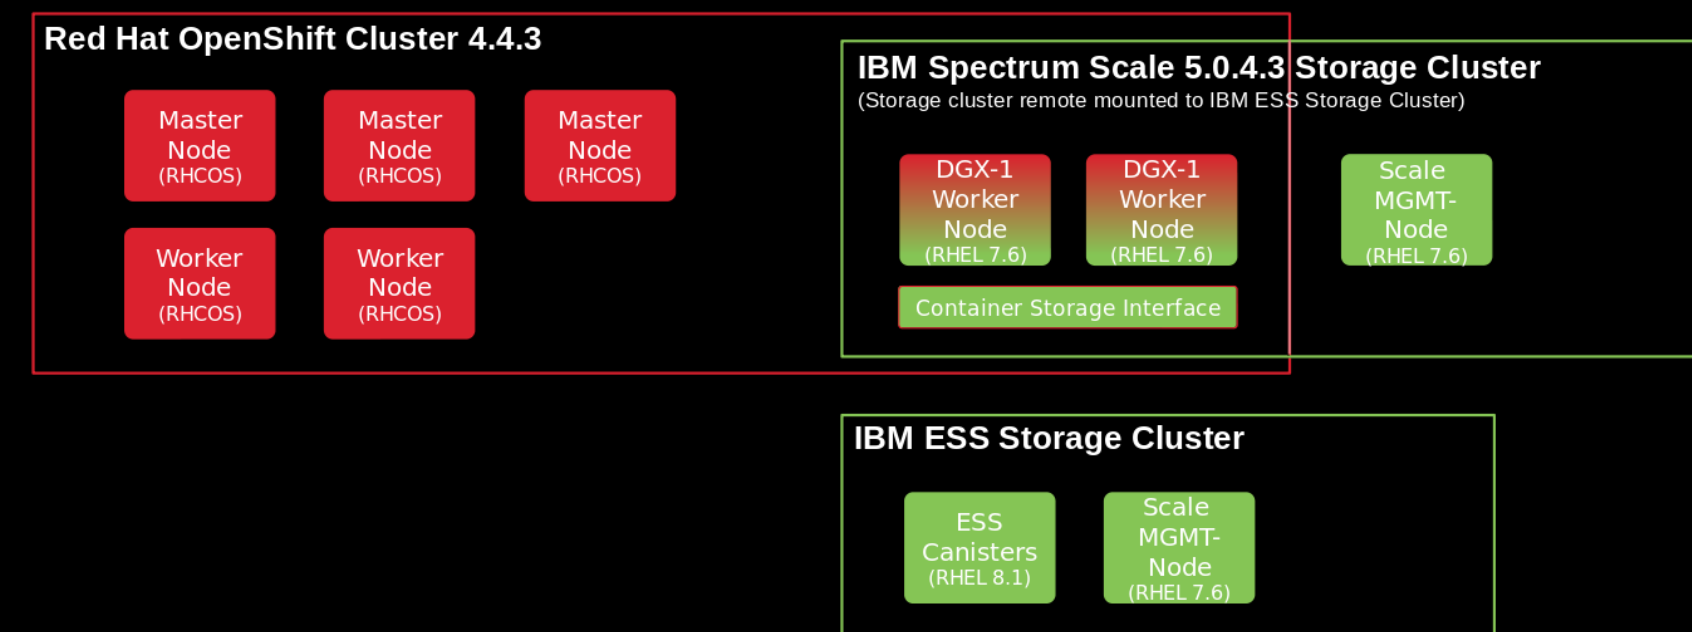 Red Hat OpenShift Cluster 4.4.3
Master
Node
(RHCOS)
Master
Node
(RHCOS)
Master
Node
(RHCOS)
Worker
Node
(RHCOS)
Worker
Node
(RHCOS)
IBM Spectrum Scale 5.0.4.3 Storage Cluster
(Storage cluster remote mounted to IBM ESS Storage Cluster)
DGX-1
Worker
Node
(RHEL 7.6)
DGX-1
Worker
Node
(RHEL 7.6)
Scale
MGMT-
Node
(RHEL 7.6)
Container Storage Interface
IBM ESS Storage Cluster
ESS
Canisters
(RHEL 8.1)
Scale
MGMT-
Node
(RHEL 7.6)